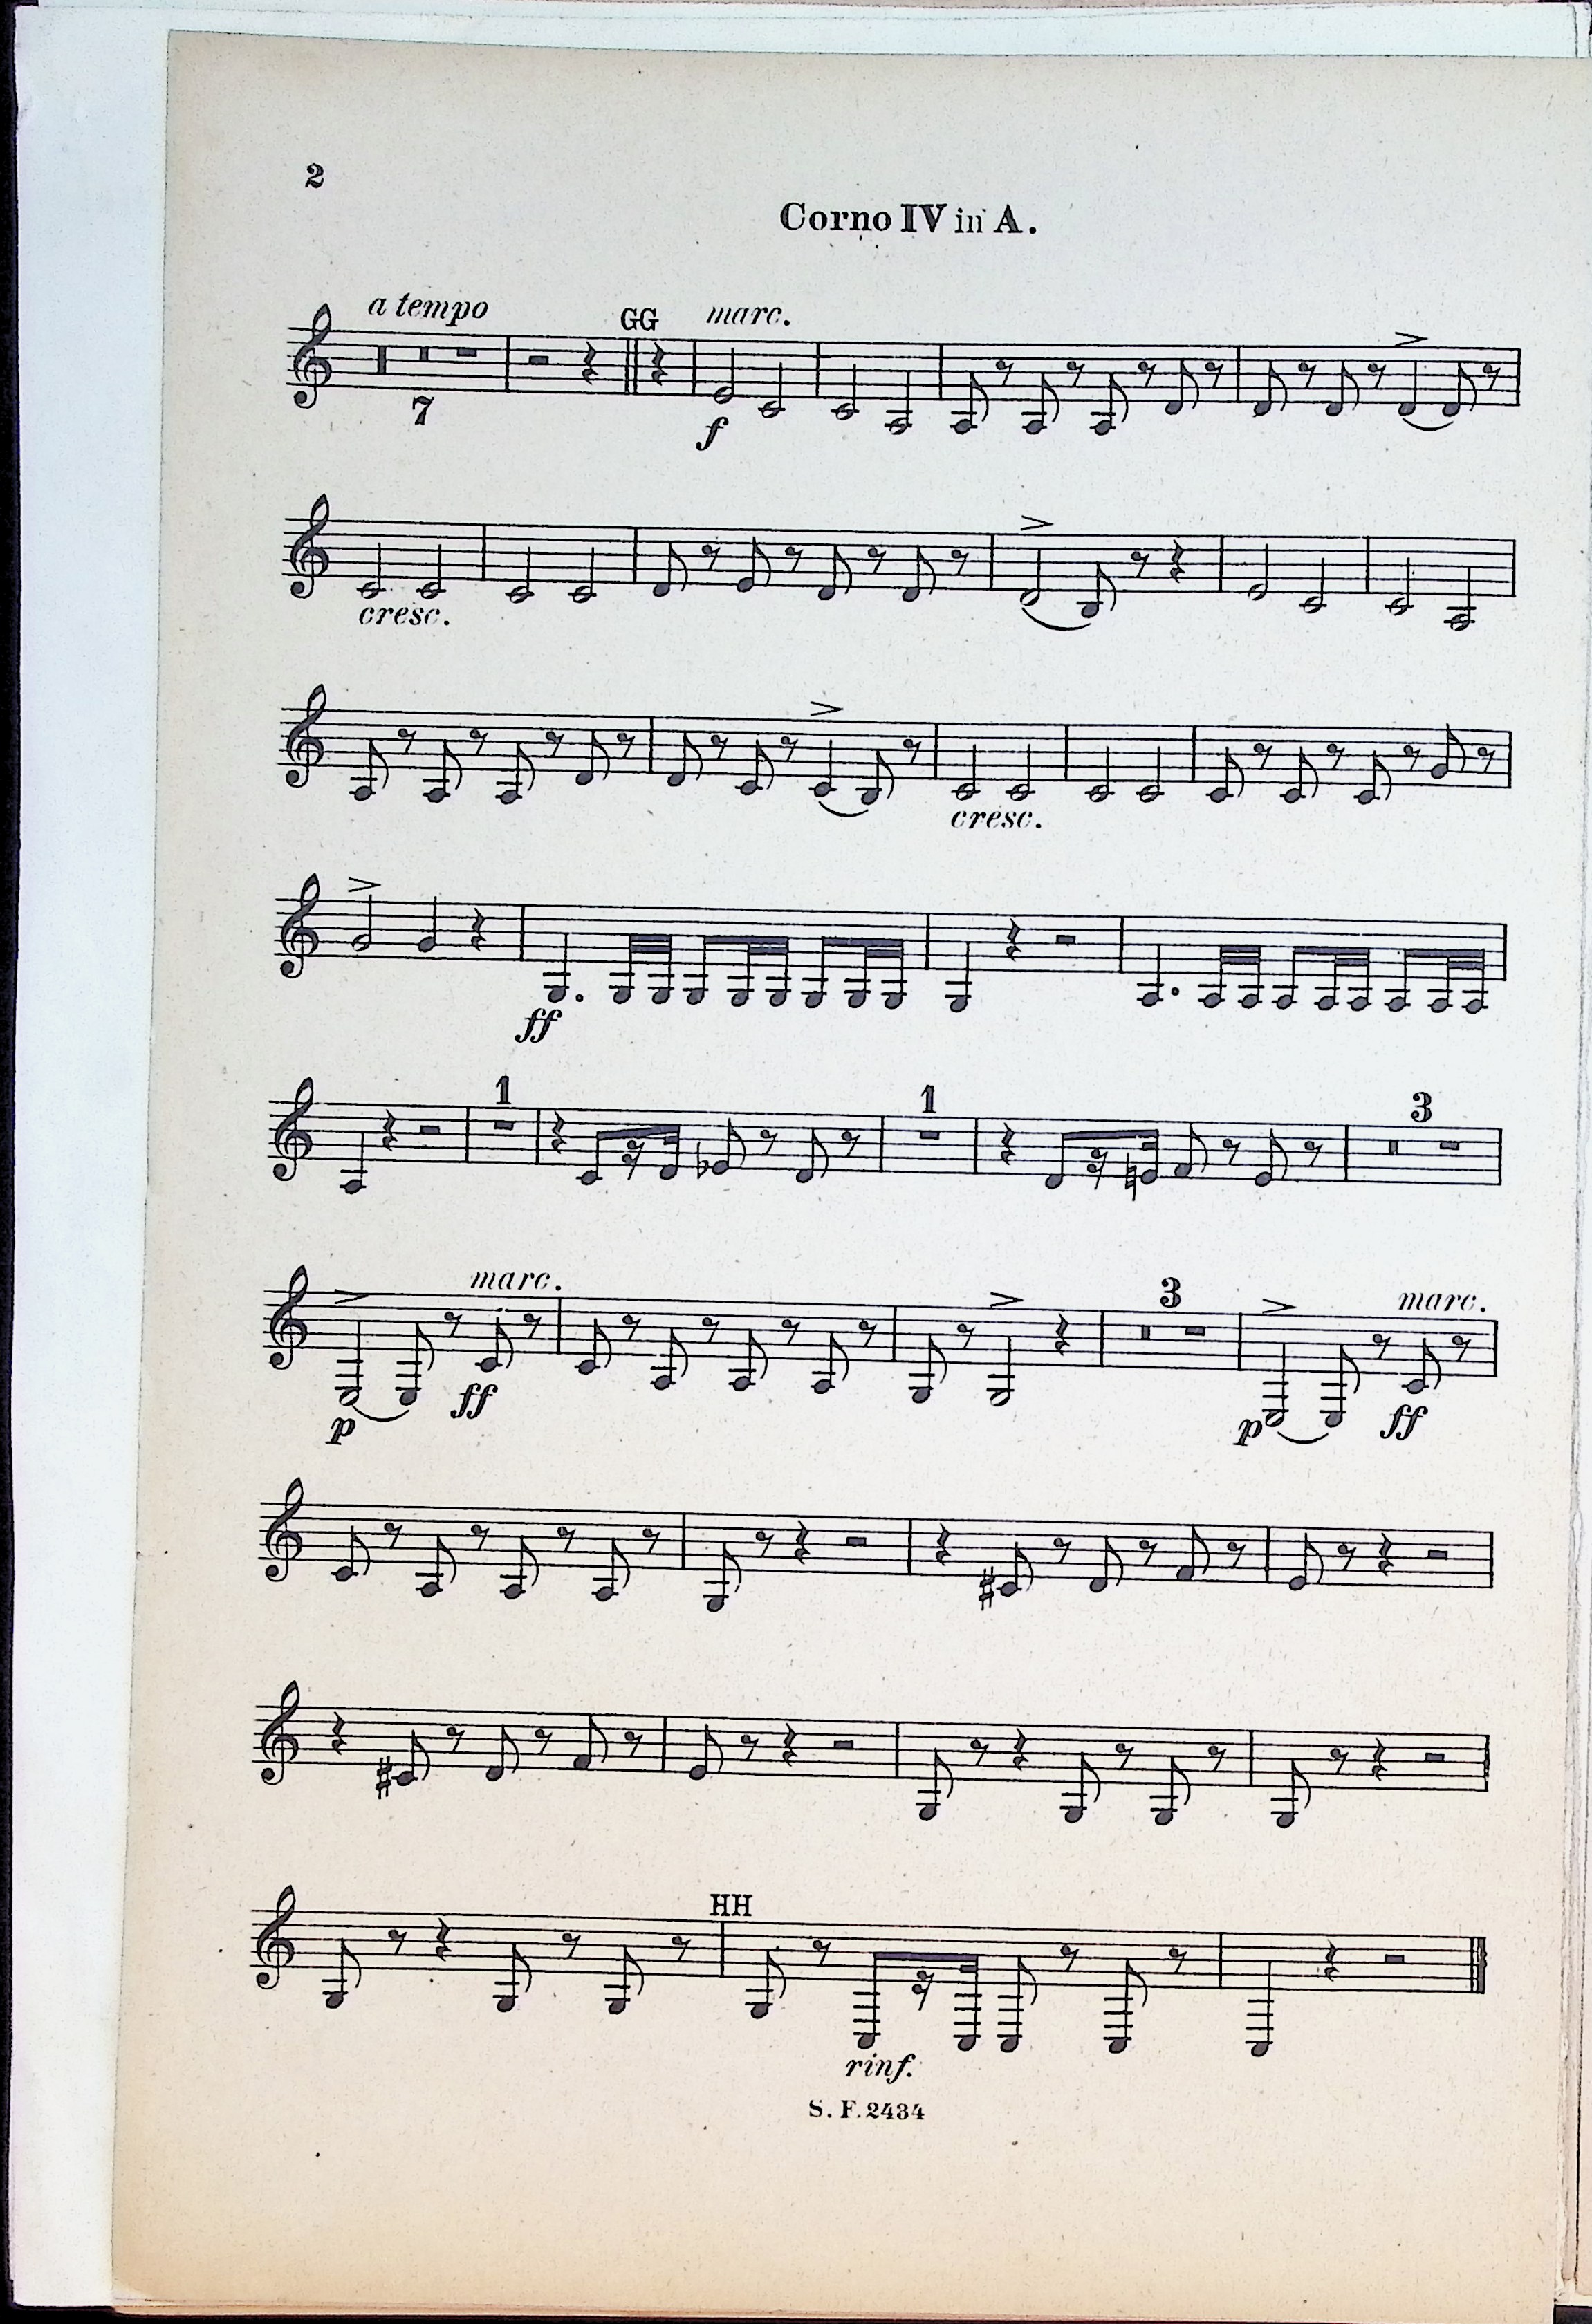 2
Corno IV in A.
a tempo GG marc.
7 f
cresc.
cresc.
ff
1 1 3
marc. 3 marc.
p ff p ff
HH
rinf.
S. F. 2434